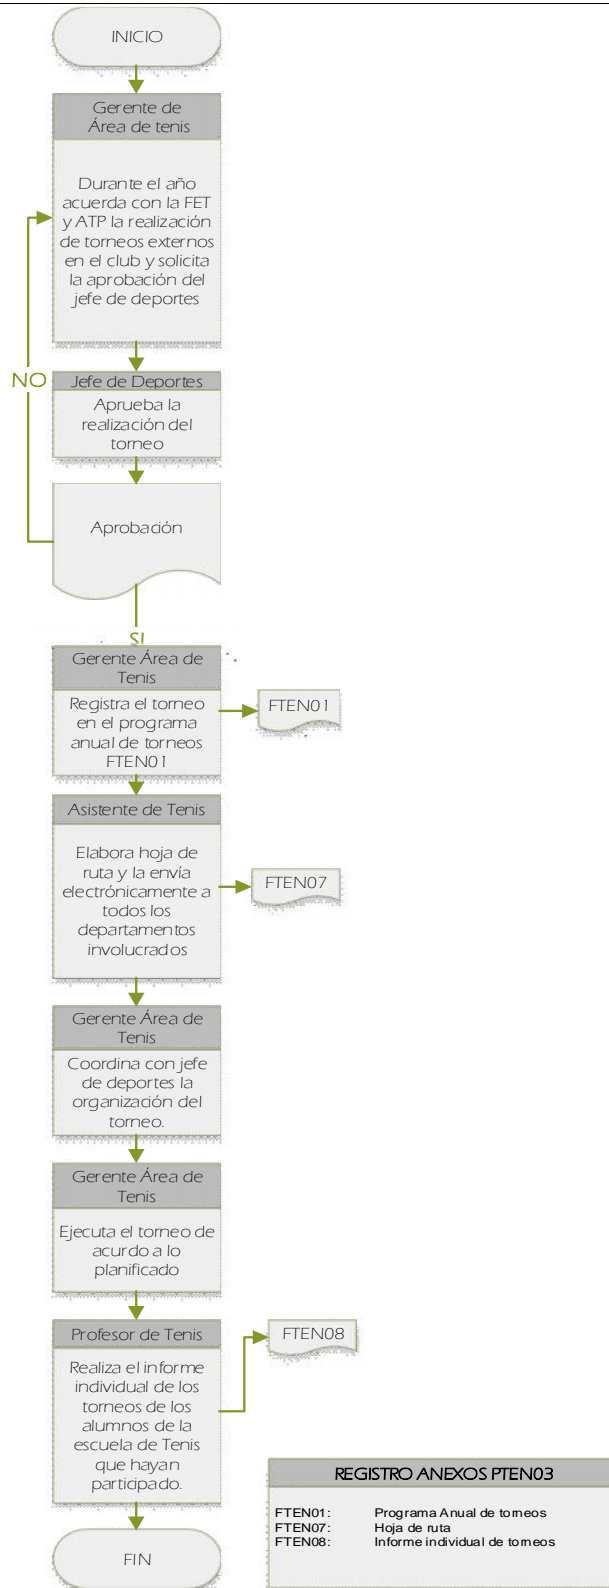 INICIO
Gerente de
Área de tenis
Durante el año
acuerda con la FET
y ATP la realización
de torneos externos
en el club y solicita
la aprobación del
jefe de deportes
NO
Jefe de Deportes
Aprueba la
realización del
torneo
Aprobación
SI
Gerente Área de
Tenis
Registra el torneo
en el programa
anual de torneos
FTEN01
FTEN01
Asistente de Tenis
Elabora hoja de
ruta y la envía
electrónicamente a
todos los
departamentos
involucrados
FTEN07
Gerente Área de
Tenis
Coordina con jefe
de deportes la
organización del
torneo.
Gerente Área de
Tenis
Ejecuta el torneo de
acurdo a lo
planificado
Profesor de Tenis
FTEN08
Realiza el informe
individual de los
torneos de los
alumnos de la
escuela de Tenis
que hayan
participado.
FIN
REGISTRO ANEXOS PTEN03
FTEN01: Programa Anual de torneos
FTEN07: Hoja de ruta
FTEN08: Informe individual de torneos